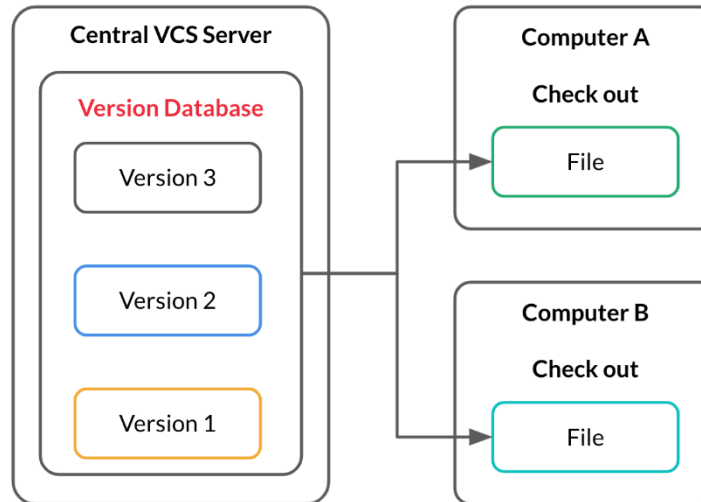 Central VCS Server
Version Database
Version 3
Version 2
Version 1
Computer A
Check out
File
Computer B
Check out
File